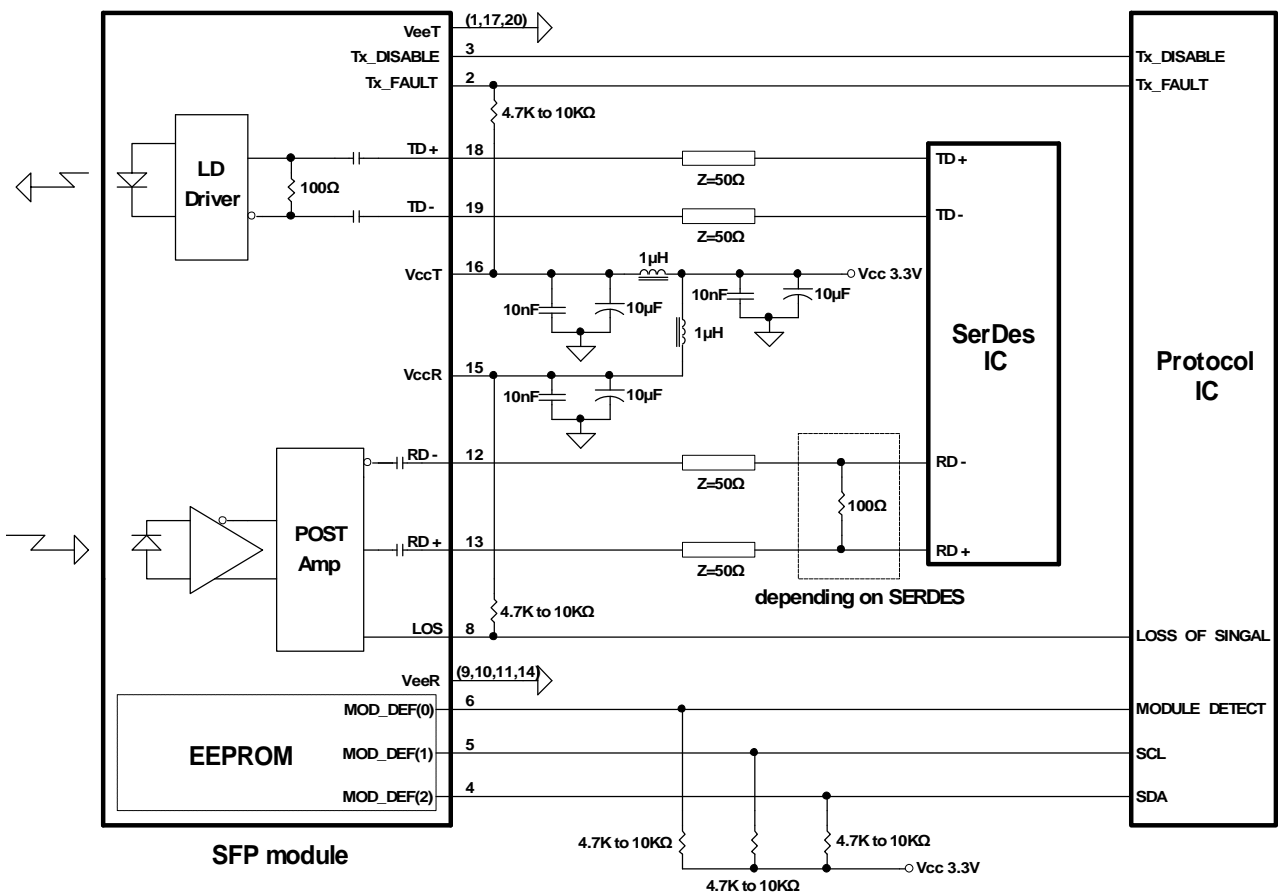 VeeT
(1,17,20)
Tx_DISABLE
3
Tx_DISABLE
Tx_FAULT
2
Tx_FAULT
4.7K to 10KΩ
LD
Driver
100Ω
TD+
18
Z=50Ω
TD+
TD-
19
Z=50Ω
TD-
VccT
16
1µH
Vcc 3.3V
10nF
10µF
10nF
10µF
1µH
SerDes
IC
Protocol
IC
VccR
15
10nF
10µF
RD-
12
Z=50Ω
RD-
100Ω
POST
Amp
RD+
13
Z=50Ω
RD+
depending on SERDES
4.7K to 10KΩ
LOS
8
LOSS OF SINGAL
VeeR
(9,10,11,14)
EEPROM
MOD_DEF(0)
6
MODULE DETECT
MOD_DEF(1)
5
SCL
MOD_DEF(2)
4
SDA
4.7K to 10KΩ
4.7K to 10KΩ
4.7K to 10KΩ
Vcc 3.3V
SFP module